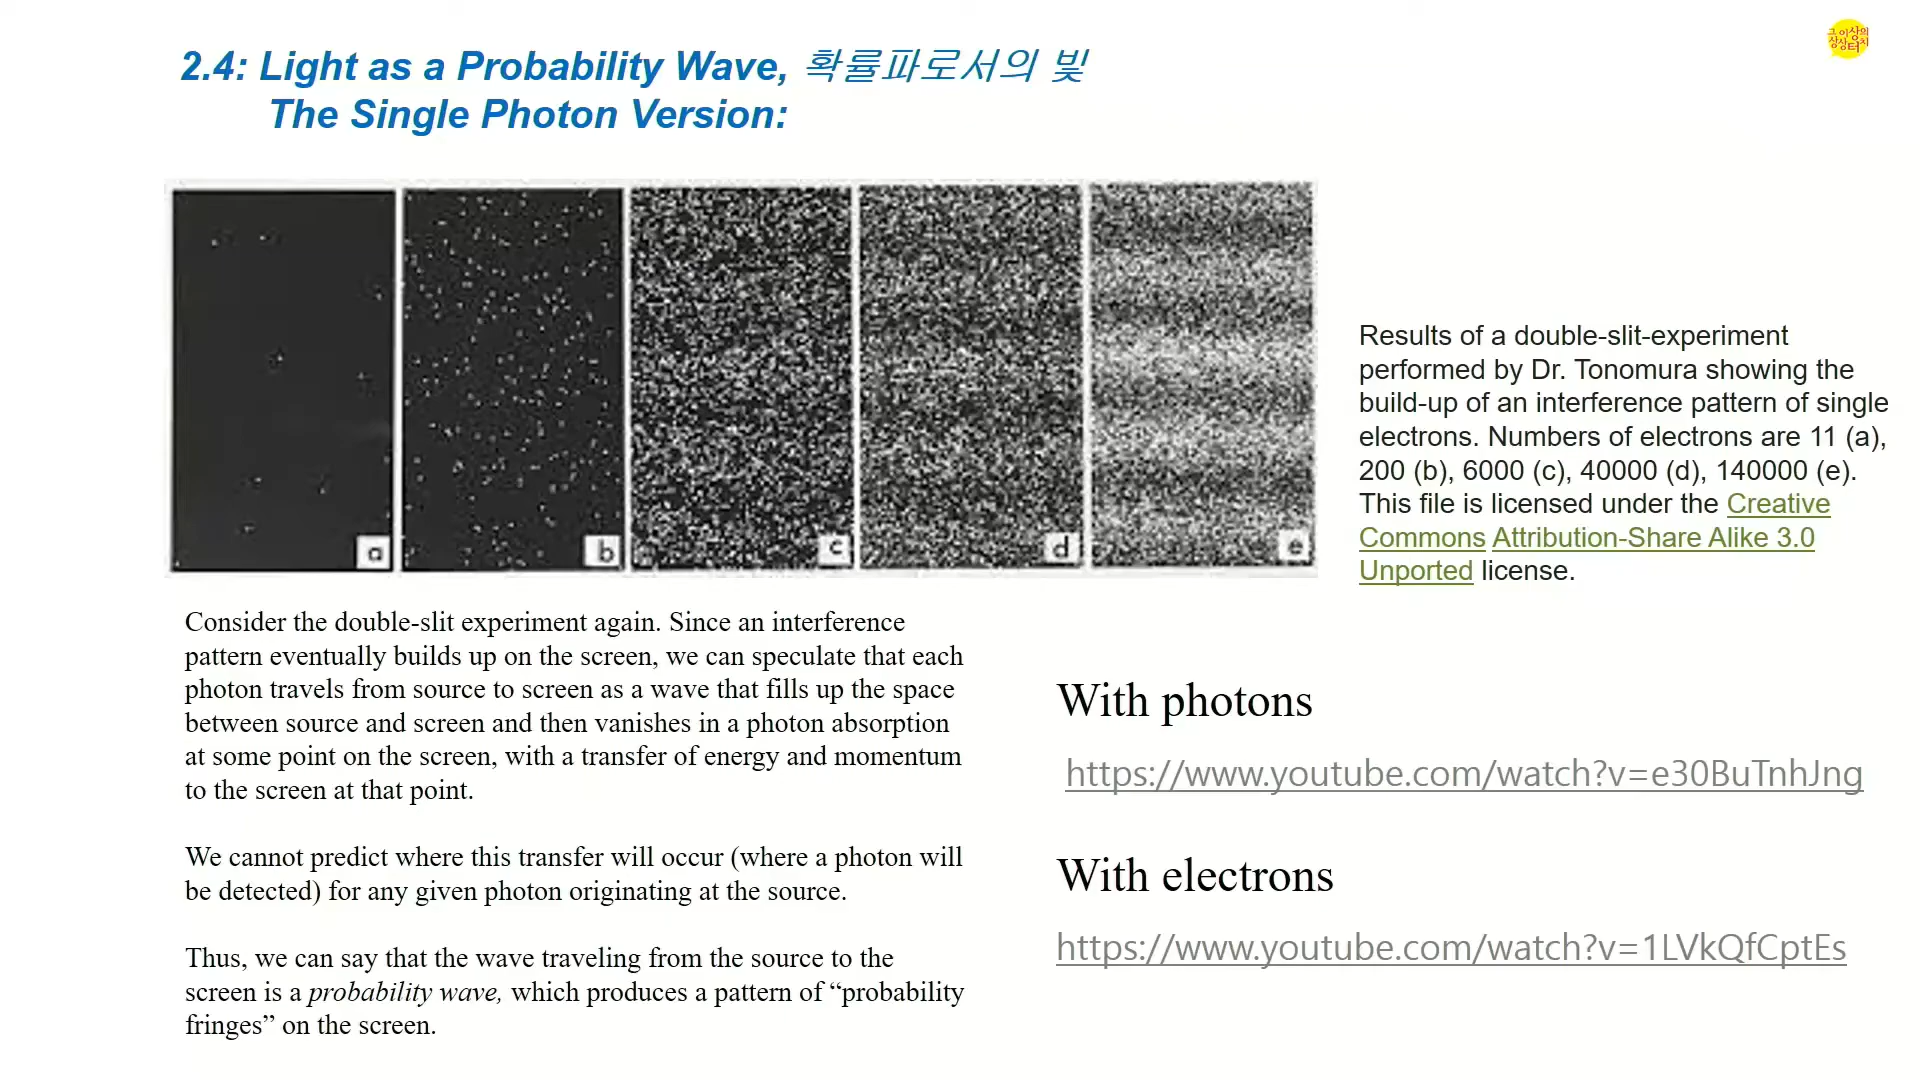 2.4: Light as a Probability Wave, 확률파로서의 빛
The Single Photon Version:
그 이상의
상상터치
a
b
c
d
e
Results of a double-slit-experiment
performed by Dr. Tonomura showing the
build-up of an interference pattern of single
electrons. Numbers of electrons are 11 (a),
200 (b), 6000 (c), 40000 (d), 140000 (e).
This file is licensed under the Creative
Commons Attribution-Share Alike 3.0
Unported license.
Consider the double-slit experiment again. Since an interference
pattern eventually builds up on the screen, we can speculate that each
photon travels from source to screen as a wave that fills up the space
between source and screen and then vanishes in a photon absorption
at some point on the screen, with a transfer of energy and momentum
to the screen at that point.
We cannot predict where this transfer will occur (where a photon will
be detected) for any given photon originating at the source.
Thus, we can say that the wave traveling from the source to the
screen is a probability wave, which produces a pattern of “probability
fringes” on the screen.
With photons
https://www.youtube.com/watch?v=e30BuTnhJng
With electrons
https://www.youtube.com/watch?v=1LVkQfCptEs